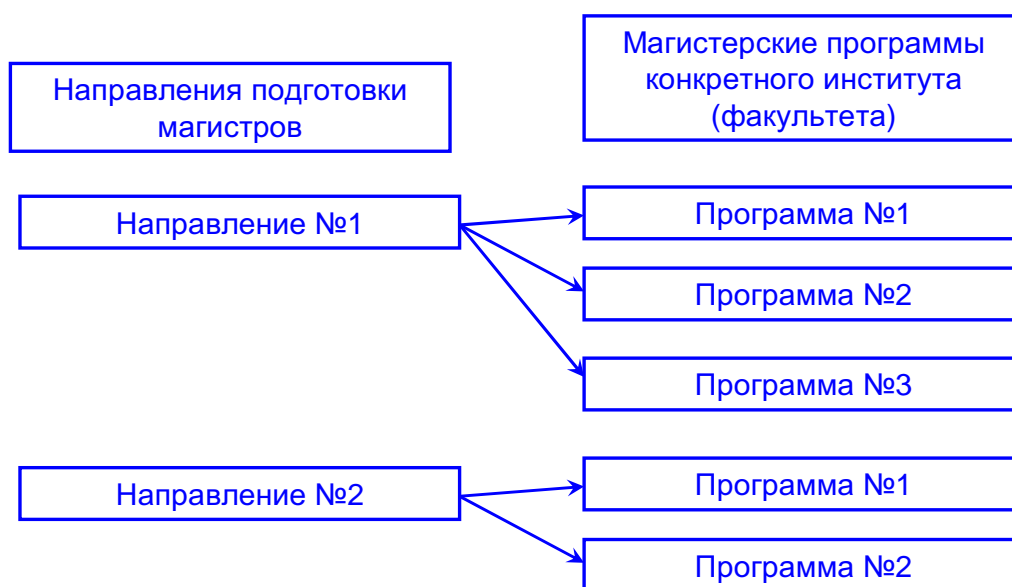 Направления подготовки
магистров
Магистерские программы
конкретного института
(факультета)
Направление №1
Программа №1
Программа №2
Программа №3
Направление №2
Программа №1
Программа №2